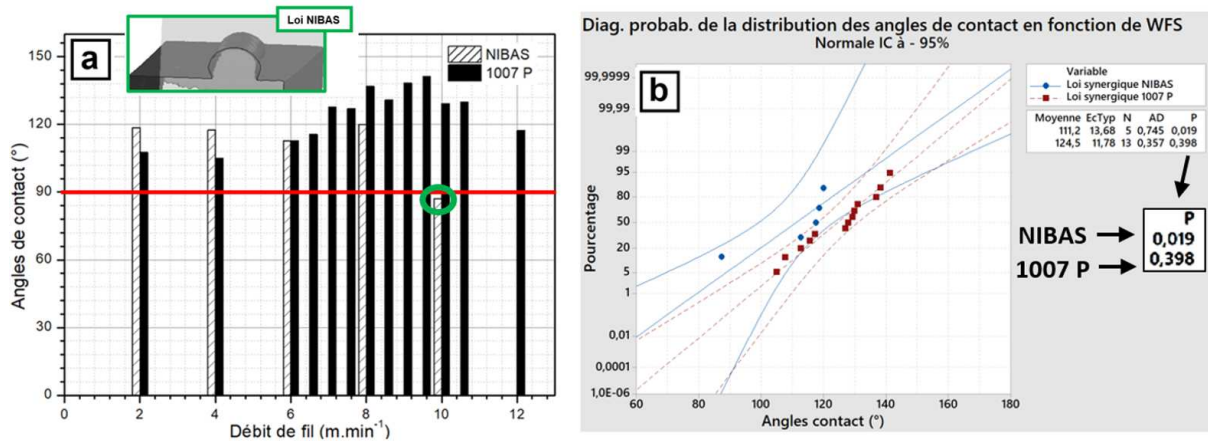 Loi NIBAS
a
NIBAS
1007 P
Angles de contact (°)
150
120
90
60
30
0
0 2 4 6 8 10 12
Débit de fil (m.min⁻¹)
Diag. probab. de la distribution des angles de contact en fonction de WFS
Normale IC à - 95%
b
Pourcentage
99,9999
99,99
99
95
80
50
20
5
1
0,01
0,0001
1,0E-06
60 80 100 120 140 160 180
Angles contact (°)
Variable
Loi synergique NIBAS
Loi synergique 1007 P
Moyenne EcTyp N AD P
111,2 13,68 5 0,745 0,019
124,5 11,78 13 0,357 0,398
P
NIBAS 0,019
1007 P 0,398